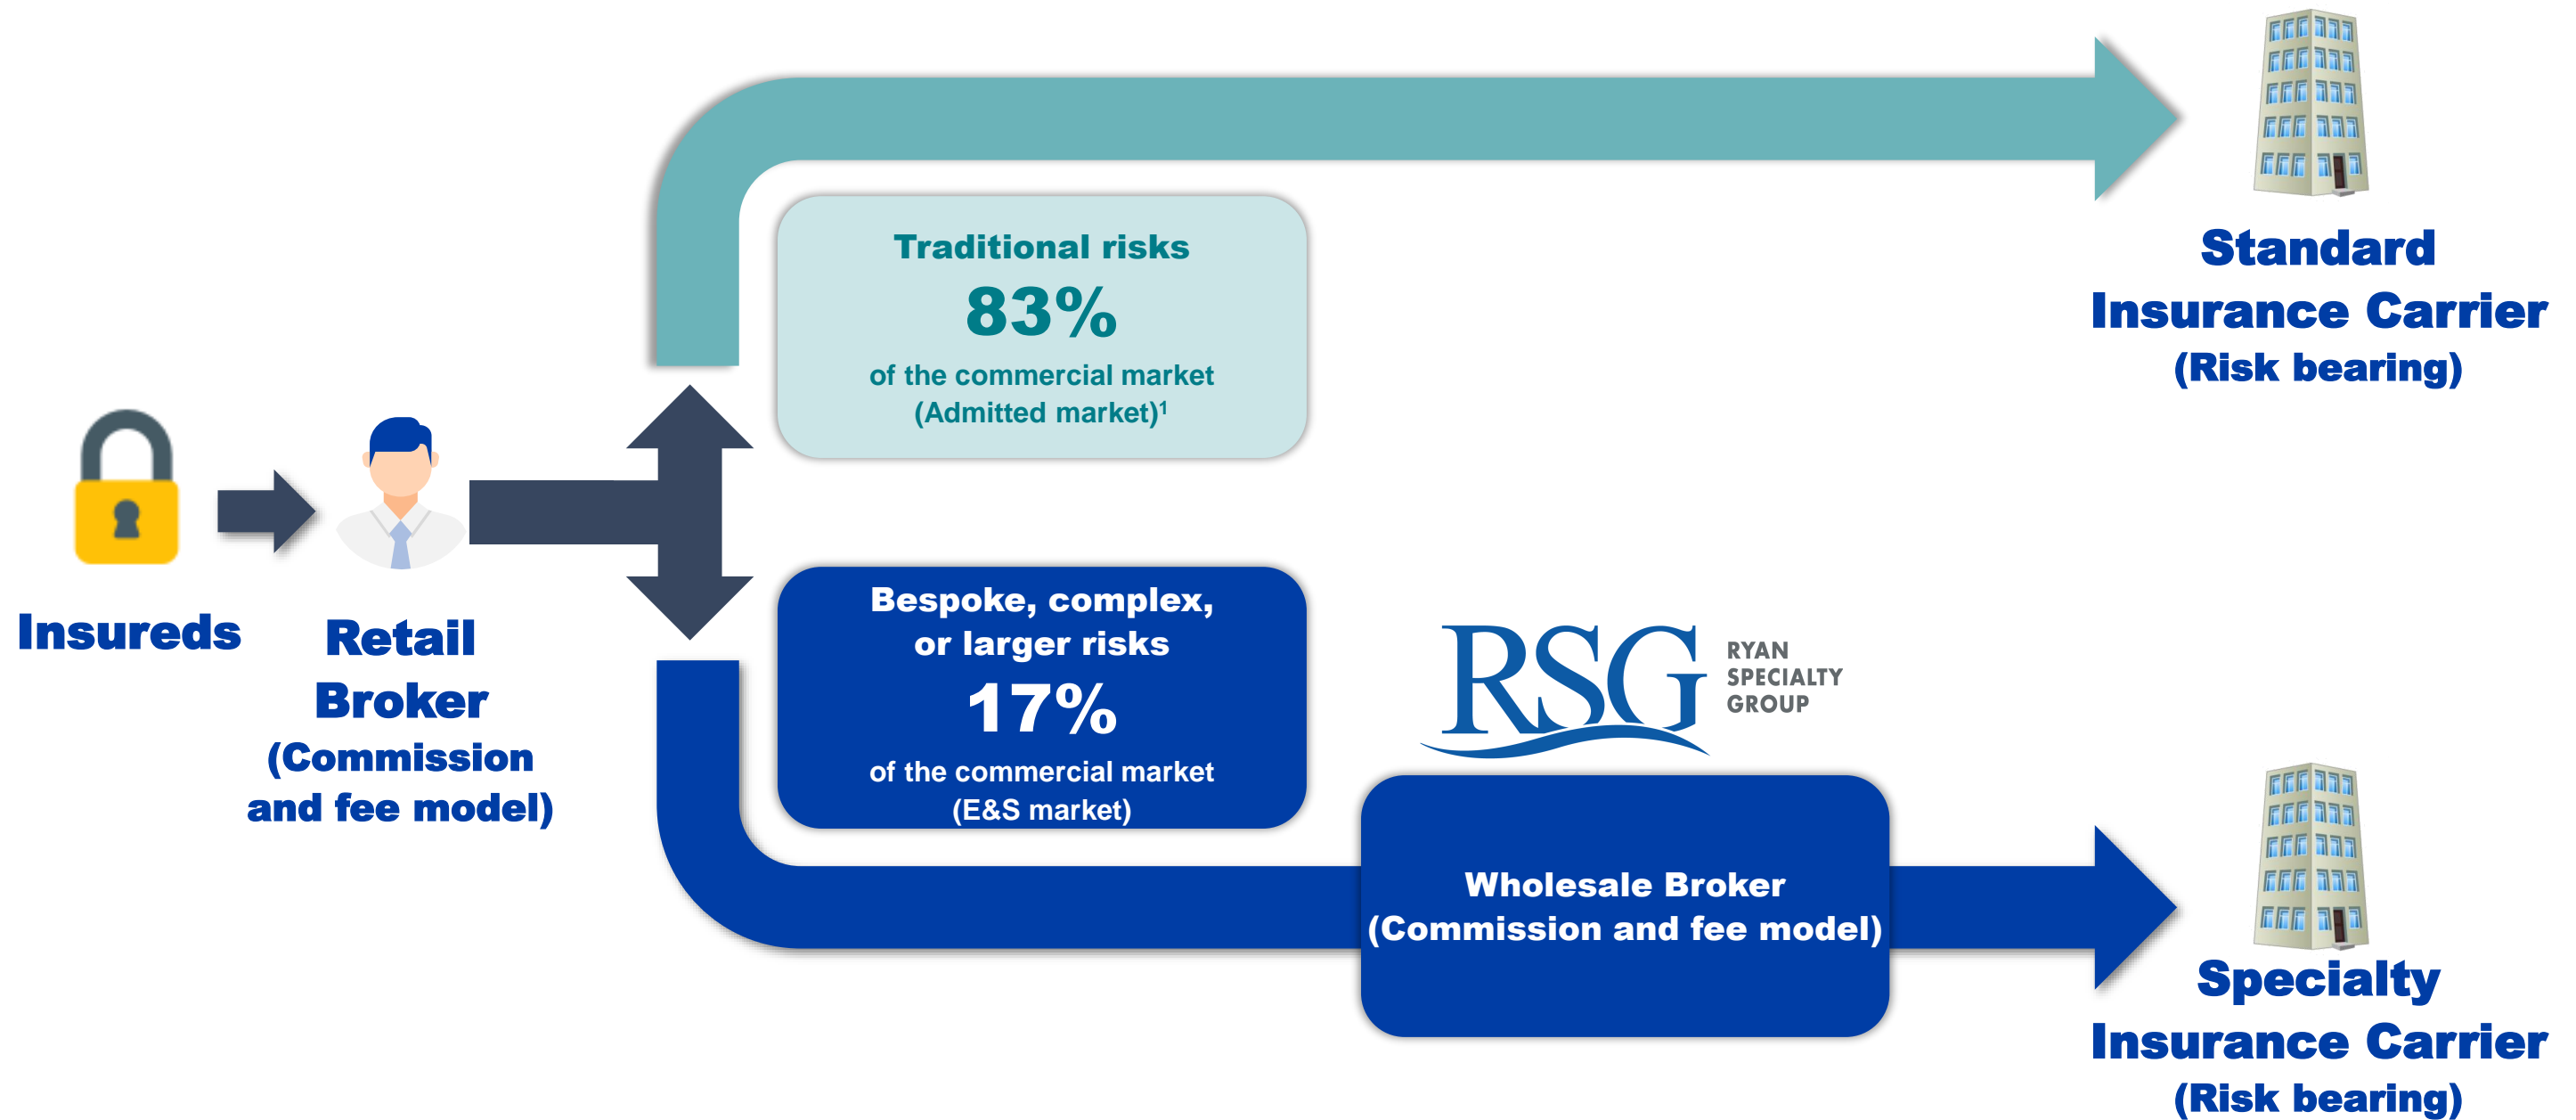 Traditional risks
83%
of the commercial market
(Admitted market)¹
Standard
Insurance Carrier
(Risk bearing)
Insureds
Retail
Broker
(Commission
and fee model)
Bespoke, complex,
or larger risks
17%
of the commercial market
(E&S market)
RSG
RYAN
SPECIALTY
GROUP
Wholesale Broker
(Commission and fee model)
Specialty
Insurance Carrier
(Risk bearing)